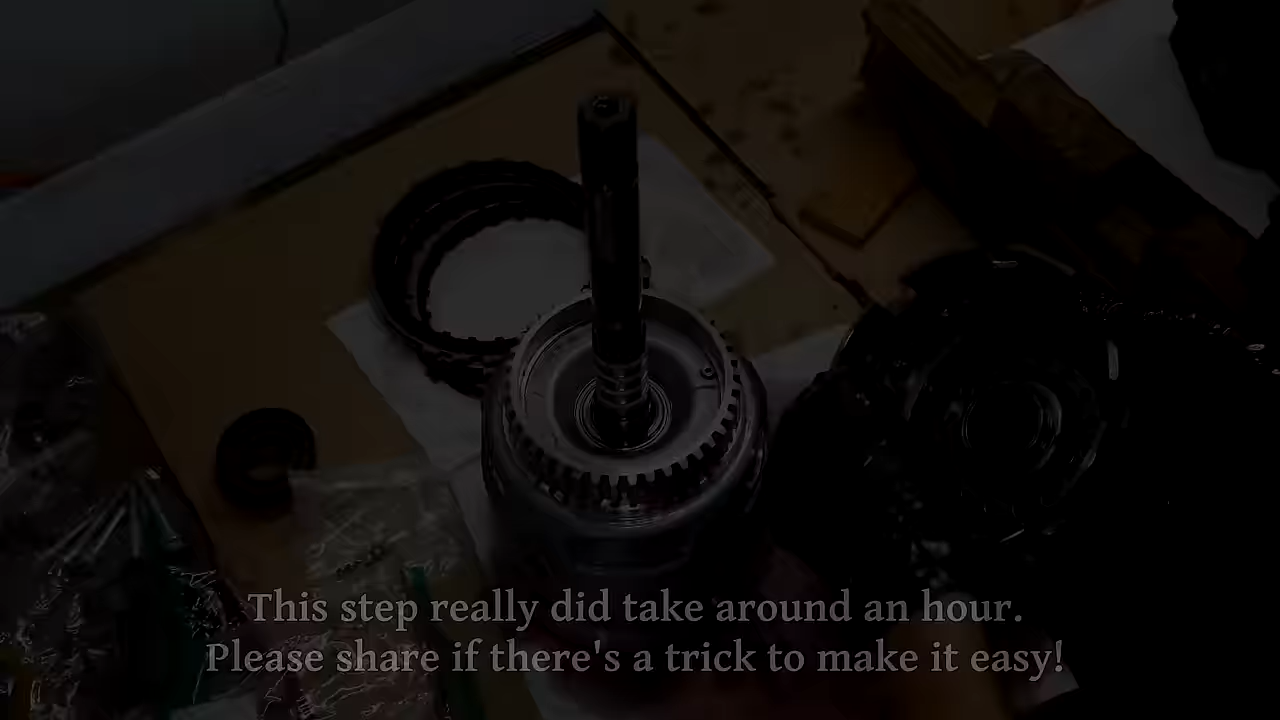 This step really did take around an hour.
Please share if there's a trick to make it easy!